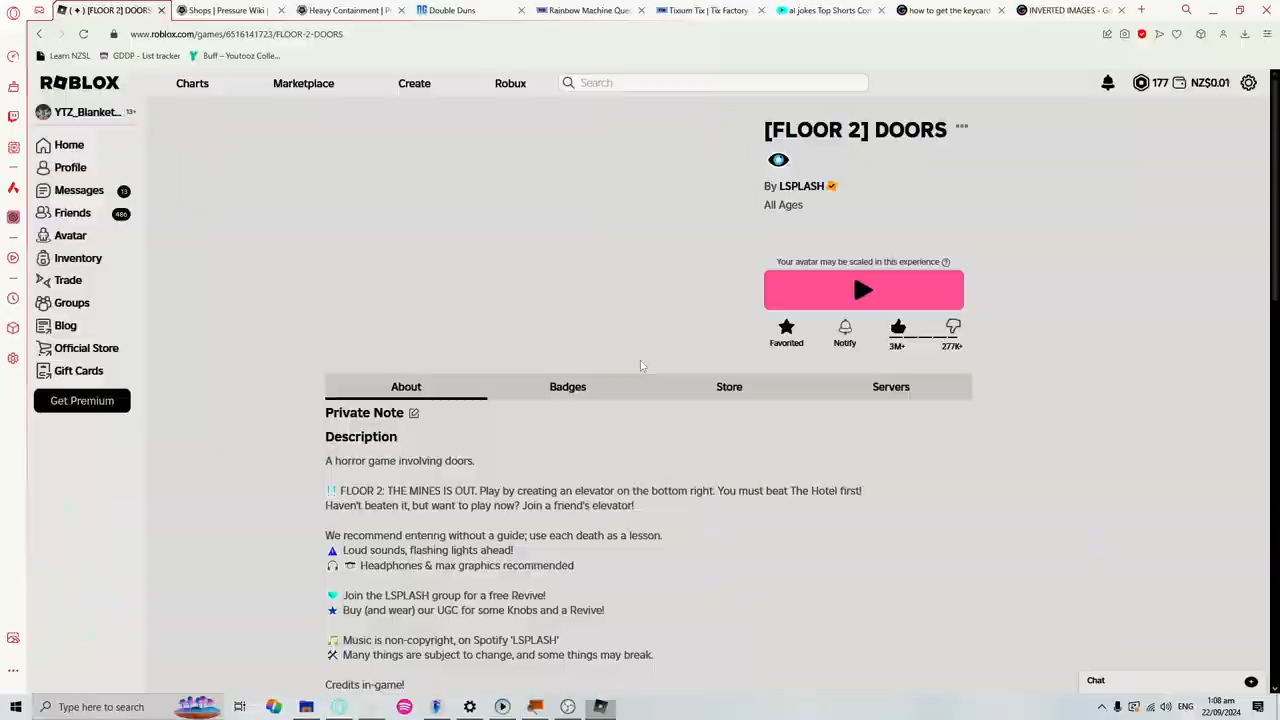 ( ✦ ) [FLOOR 2] DOORS
Shops | Pressure Wiki |
Heavy Containment | P
Double Duns
Rainbow Machine Que
Tixium Tix | Tix Factory
al jokes Top Shorts Con
how to get the keycard
INVERTED IMAGES - G
www.roblox.com/games/6516141723/FLOOR-2-DOORS
Learn NZSL
GDDP - List tracker
Buff – Youtooz Colle...
ROBLOX
Charts
Marketplace
Create
Robux
Search
177
NZ$0.01
YTZ_Blanket...
13+
Home
Profile
Messages
13
Friends
486
Avatar
Inventory
Trade
Groups
Blog
Official Store
Gift Cards
Get Premium
[FLOOR 2] DOORS
By LSPLASH
All Ages
Your avatar may be scaled in this experience
Favorited
Notify
3M+
277K+
About
Badges
Store
Servers
Private Note
Description
A horror game involving doors.
!! FLOOR 2: THE MINES IS OUT. Play by creating an elevator on the bottom right. You must beat The Hotel first!
Haven't beaten it, but want to play now? Join a friend's elevator!
We recommend entering without a guide; use each death as a lesson.
Loud sounds, flashing lights ahead!
Headphones & max graphics recommended
Join the LSPLASH group for a free Revive!
Buy (and wear) our UGC for some Knobs and a Revive!
Music is non-copyright, on Spotify 'LSPLASH'
Many things are subject to change, and some things may break.
Credits in-game!
Chat
Type here to search
ENG
1:08 am
22/09/2024